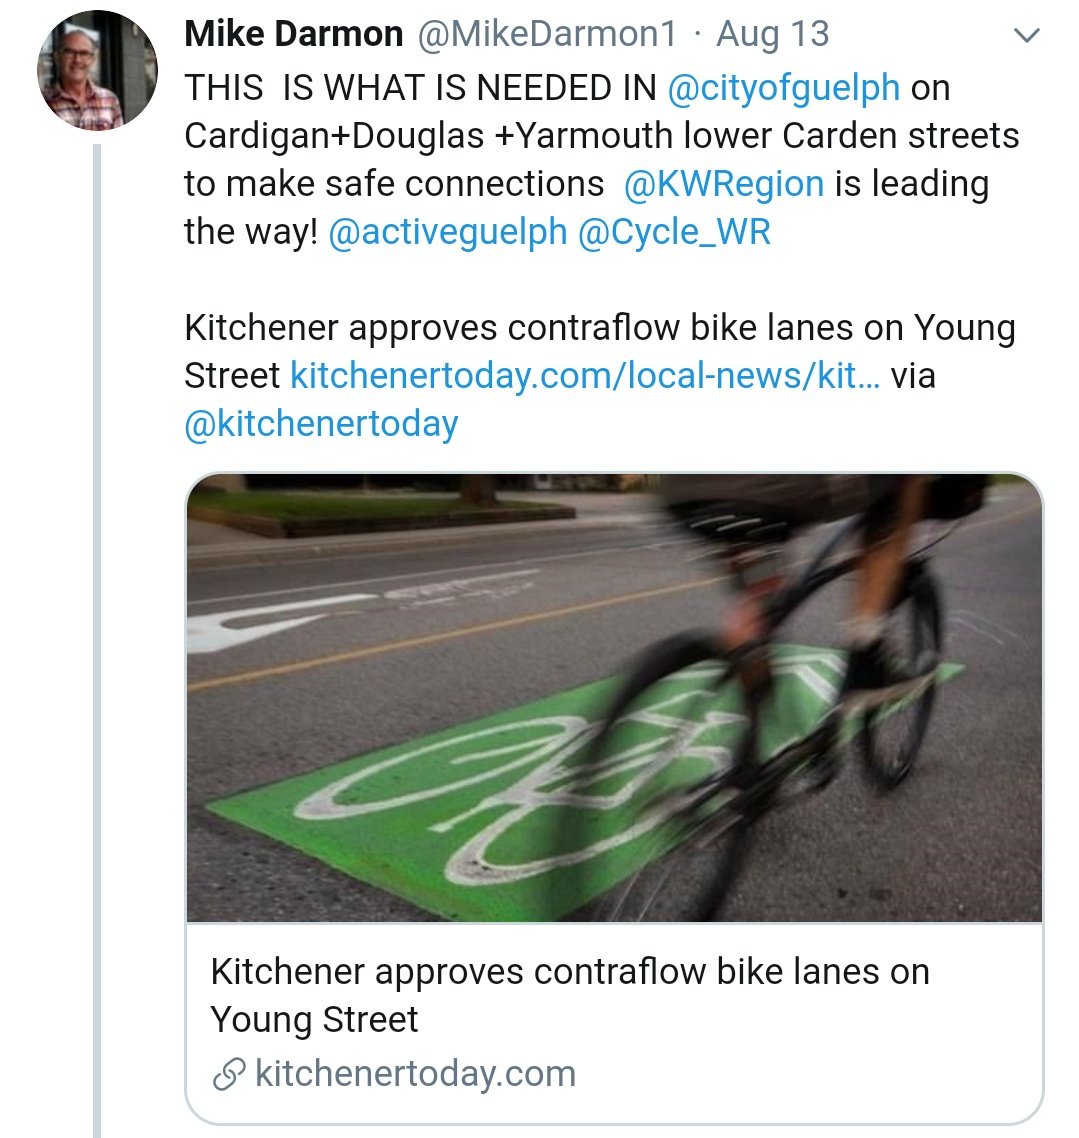 Mike Darmon @MikeDarmon1 · Aug 13
THIS  IS WHAT IS NEEDED IN @cityofguelph on
Cardigan+Douglas +Yarmouth lower Carden streets
to make safe connections  @KWRegion is leading
the way! @activeguelph @Cycle_WR
Kitchener approves contraflow bike lanes on Young
Street kitchenertoday.com/local-news/kit... via
@kitchenertoday
Kitchener approves contraflow bike lanes on
Young Street
kitchenertoday.com